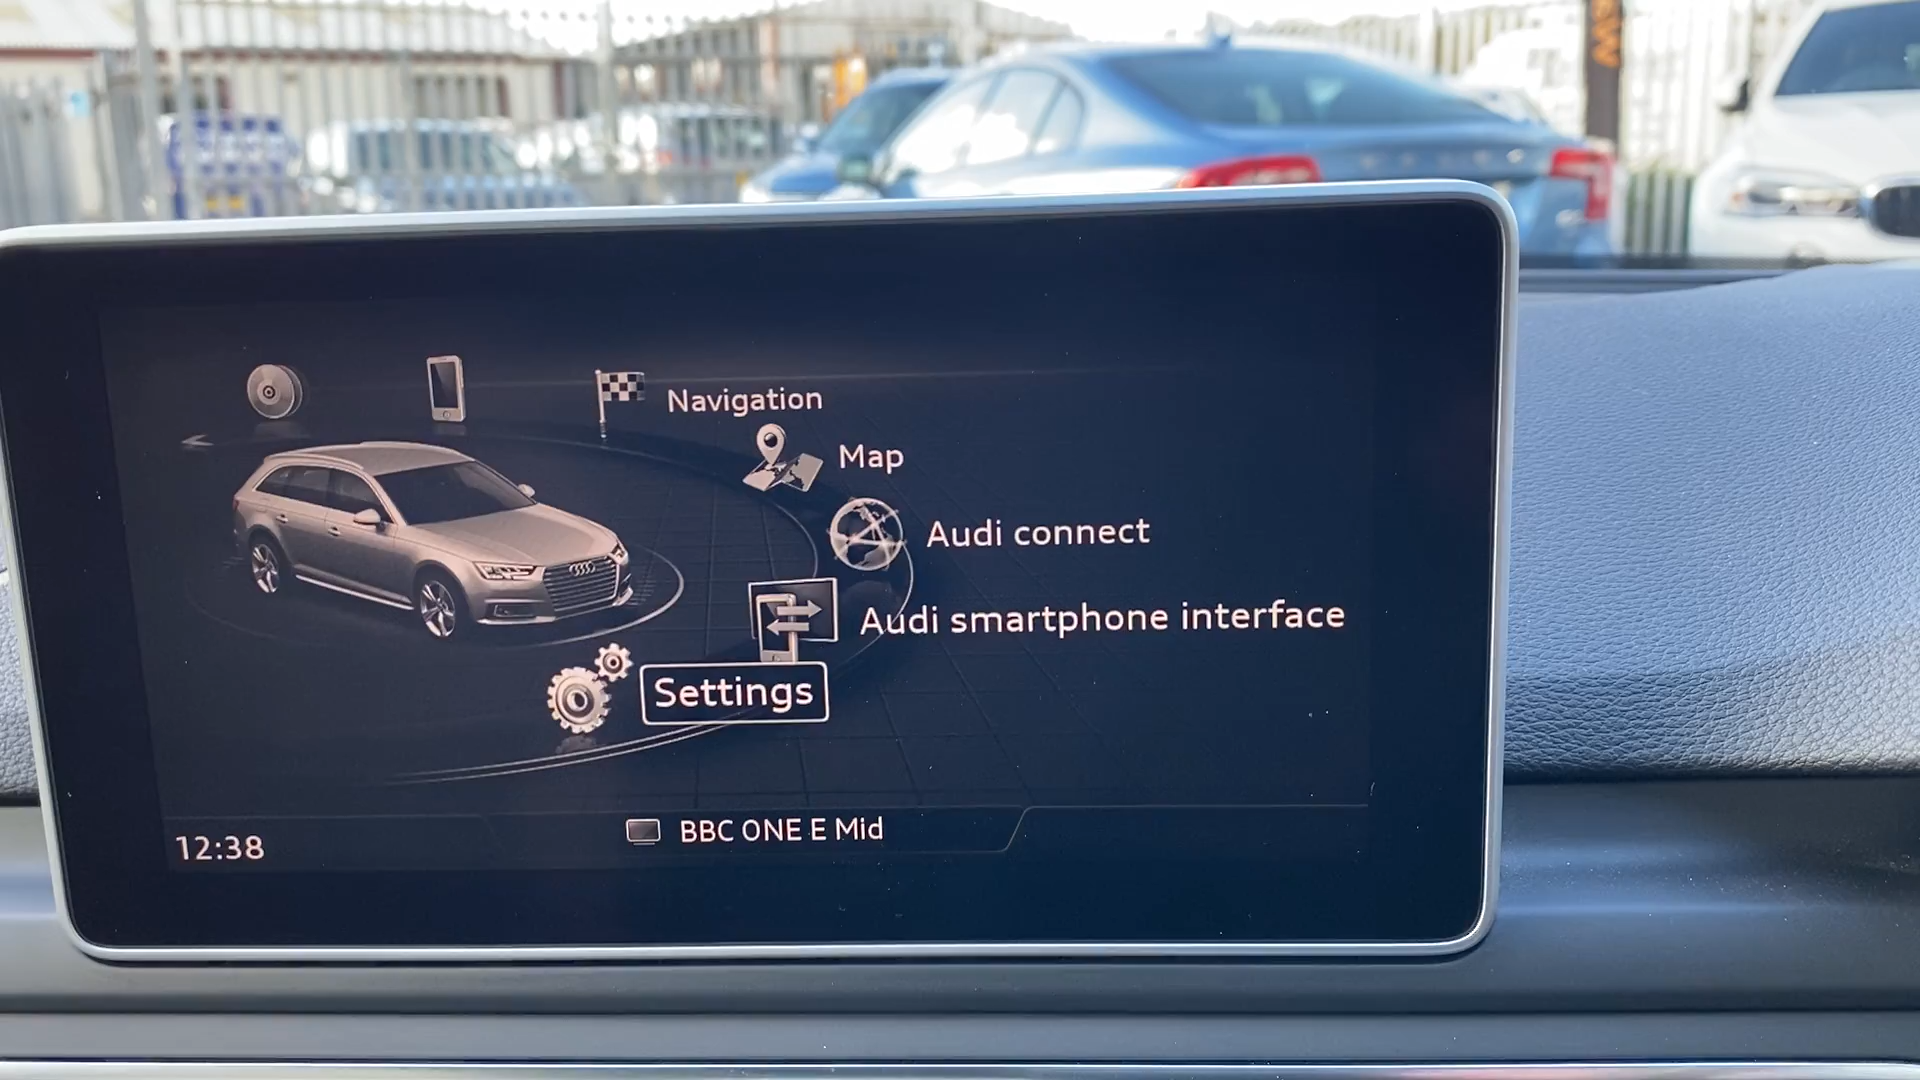 Navigation
Map
Audi connect
Audi smartphone interface
Settings
12:38
BBC ONE E Mid